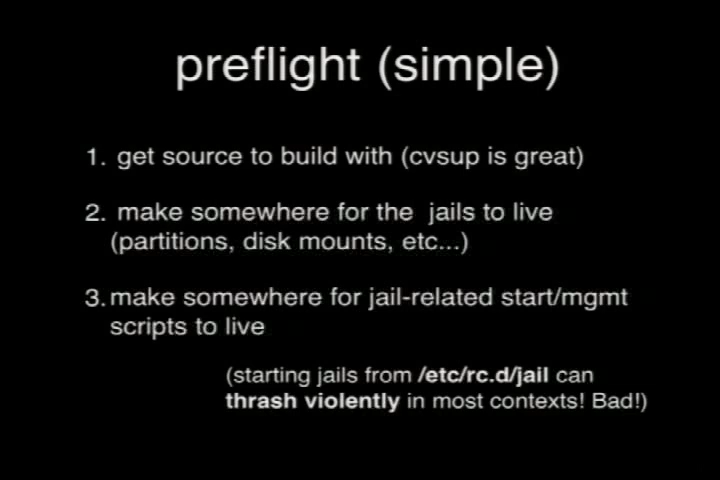 preflight (simple)
1. get source to build with (cvsup is great)
2. make somewhere for the jails to live
(partitions, disk mounts, etc...)
3. make somewhere for jail-related start/mgmt
scripts to live
(starting jails from /etc/rc.d/jail can
thrash violently in most contexts! Bad!)